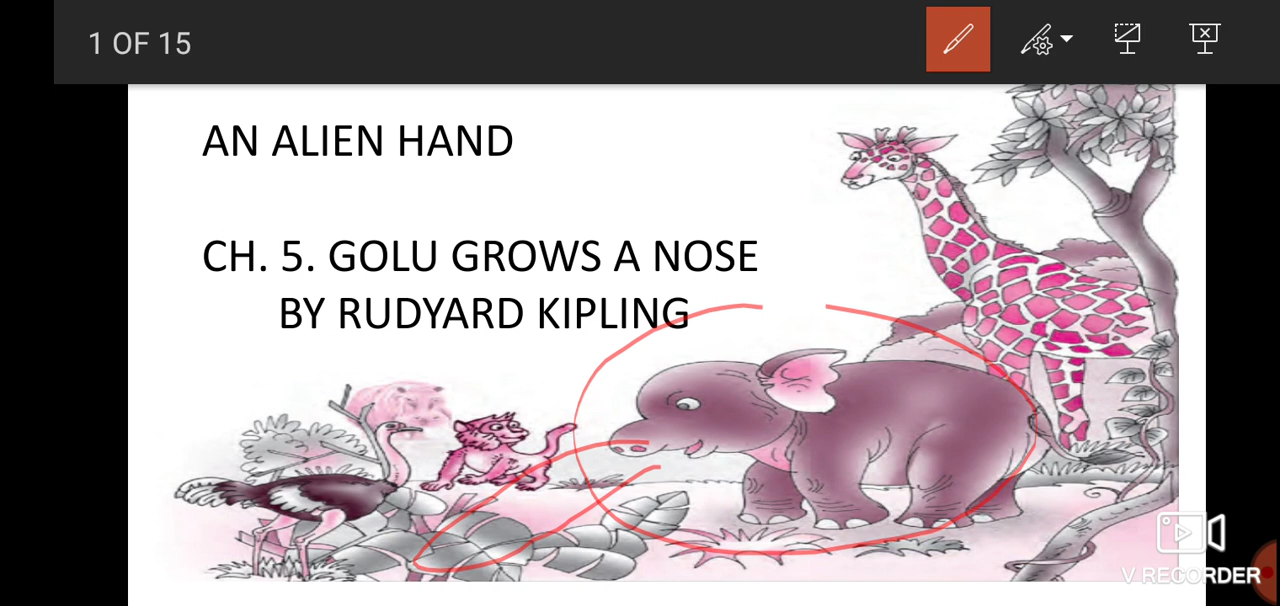 1 OF 15
AN ALIEN HAND
CH. 5. GOLU GROWS A NOSE
BY RUDYARD KIPLING
V RECORDER